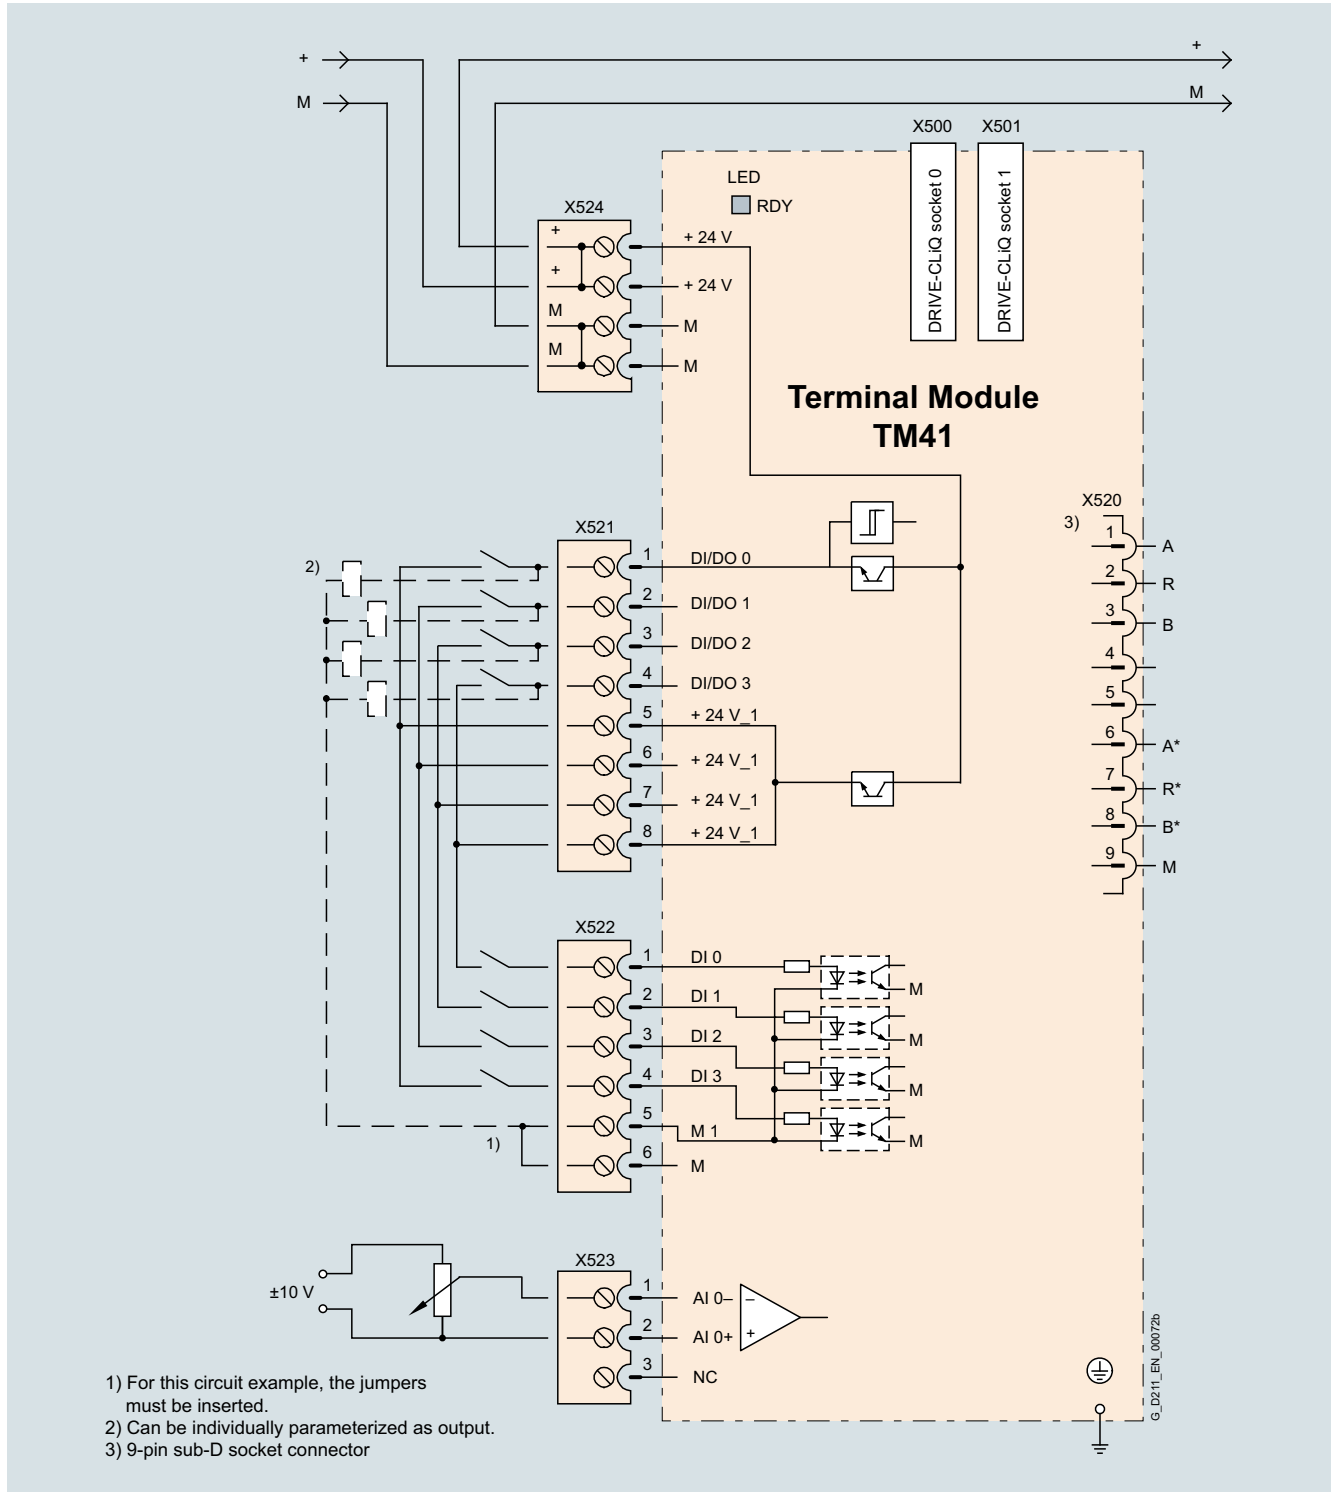 +
+
M
M
X500 X501
DRIVE-CLiQ socket 0
DRIVE-CLiQ socket 1
LED
RDY
X524
+
+ 24 V
+
+ 24 V
M
M
M
M
Terminal Module
TM41
X521
1 DI/DO 0
2)
2 DI/DO 1
3 DI/DO 2
4 DI/DO 3
5 + 24 V_1
6 + 24 V_1
7 + 24 V_1
8 + 24 V_1
X520
3)
1 A
2 R
3 B
4
5
6 A*
7 R*
8 B*
9 M
X522
1 DI 0
M
2 DI 1
M
3 DI 2
M
4 DI 3
M
5 M 1
1)
6 M
X523
±10 V
1 AI 0–
–
2 AI 0+
+
3 NC
1) For this circuit example, the jumpers
must be inserted.
2) Can be individually parameterized as output.
3) 9-pin sub-D socket connector
G_D211_EN_00072b